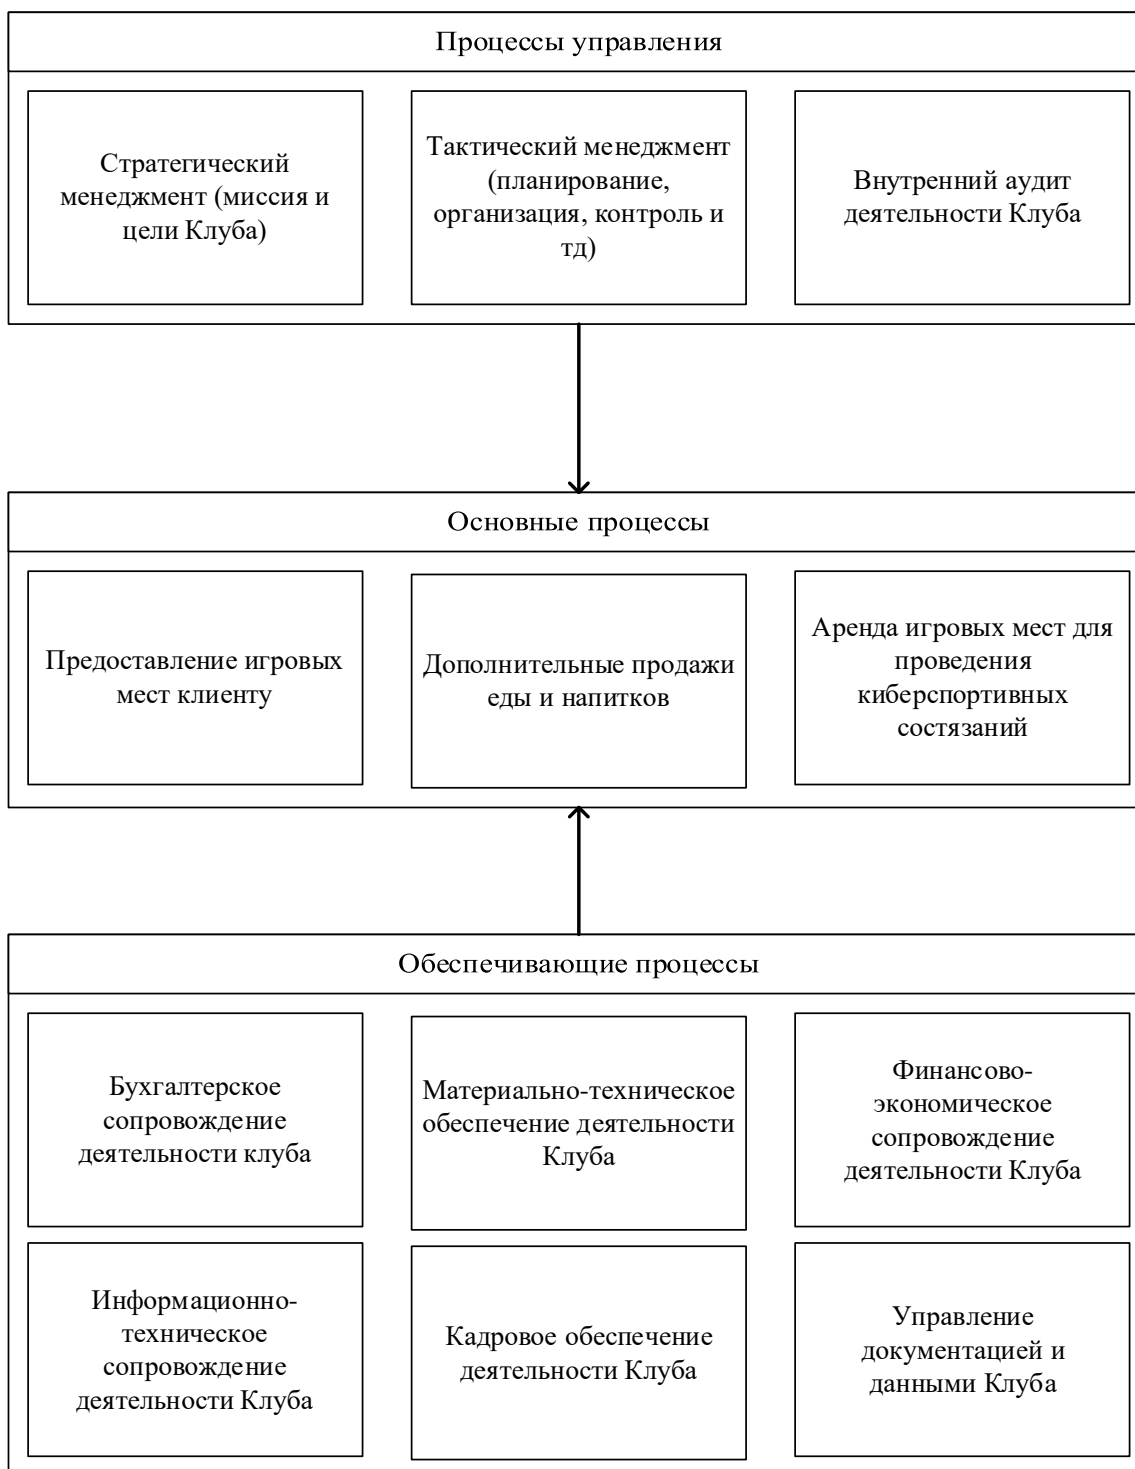 Процессы управления
Стратегический
менеджмент (миссия и
цели Клуба)
Тактический менеджмент
(планирование,
организация, контроль и
тд)
Внутренний аудит
деятельности Клуба
Основные процессы
Предоставление игровых
мест клиенту
Дополнительные продажи
еды и напитков
Аренда игровых мест для
проведения
киберспортивных
состязаний
Обеспечивающие процессы
Бухгалтерское
сопровождение
деятельности клуба
Материально-техническое
обеспечение деятельности
Клуба
Финансово-
экономическое
сопровождение
деятельности Клуба
Информационно-
техническое
сопровождение
деятельности Клуба
Кадровое обеспечение
деятельности Клуба
Управление
документацией и
данными Клуба